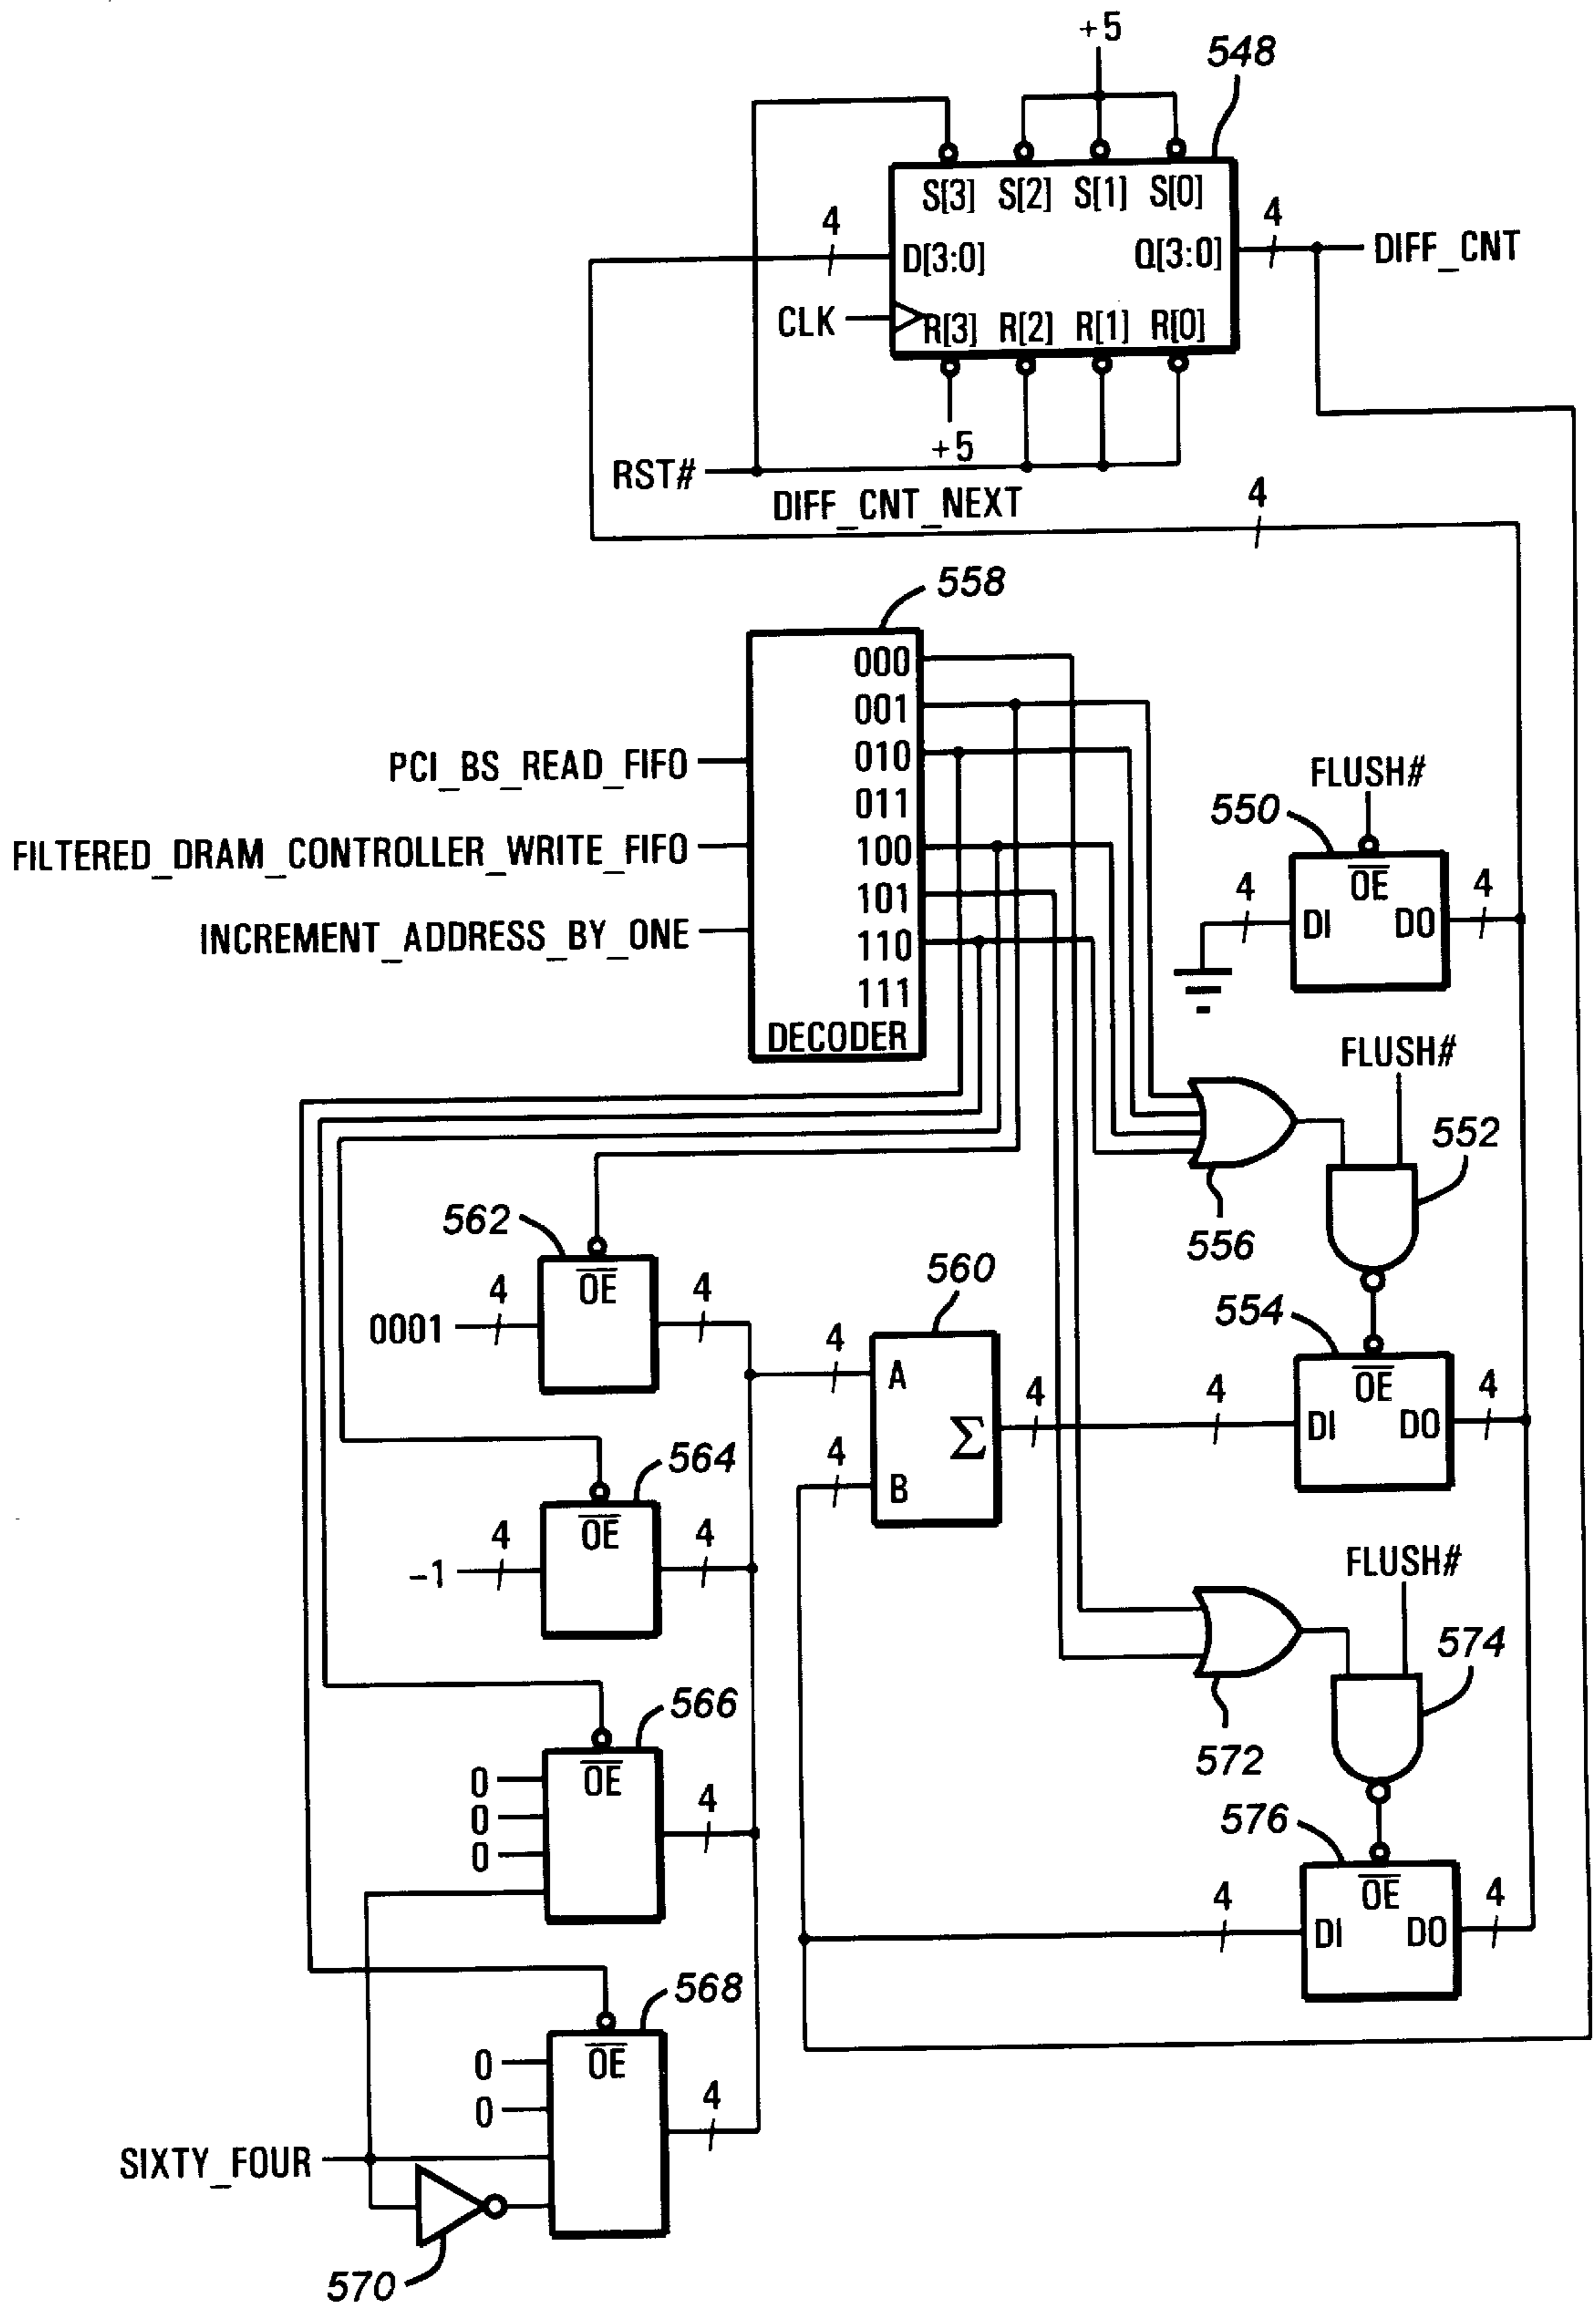 +5
548
S[3] S[2] S[1] S[0]
4
D[3:0]
Q[3:0]
4
DIFF_CNT
CLK
R[3] R[2] R[1] R[0]
+5
RST#
DIFF_CNT_NEXT
4
558
000
001
010
011
100
101
110
111
DECODER
PCI_BS_READ_FIFO
FILTERED_DRAM_CONTROLLER_WRITE_FIFO
INCREMENT_ADDRESS_BY_ONE
FLUSH#
550
OE
4
DI
DO
4
FLUSH#
552
556
562
OE
4
0001
4
560
4
A
4
B
Σ
4
554
OE
4
DI
DO
4
564
OE
4
-1
4
FLUSH#
574
572
566
OE
0
0
0
4
576
OE
4
DI
DO
4
568
OE
0
0
4
SIXTY_FOUR
570